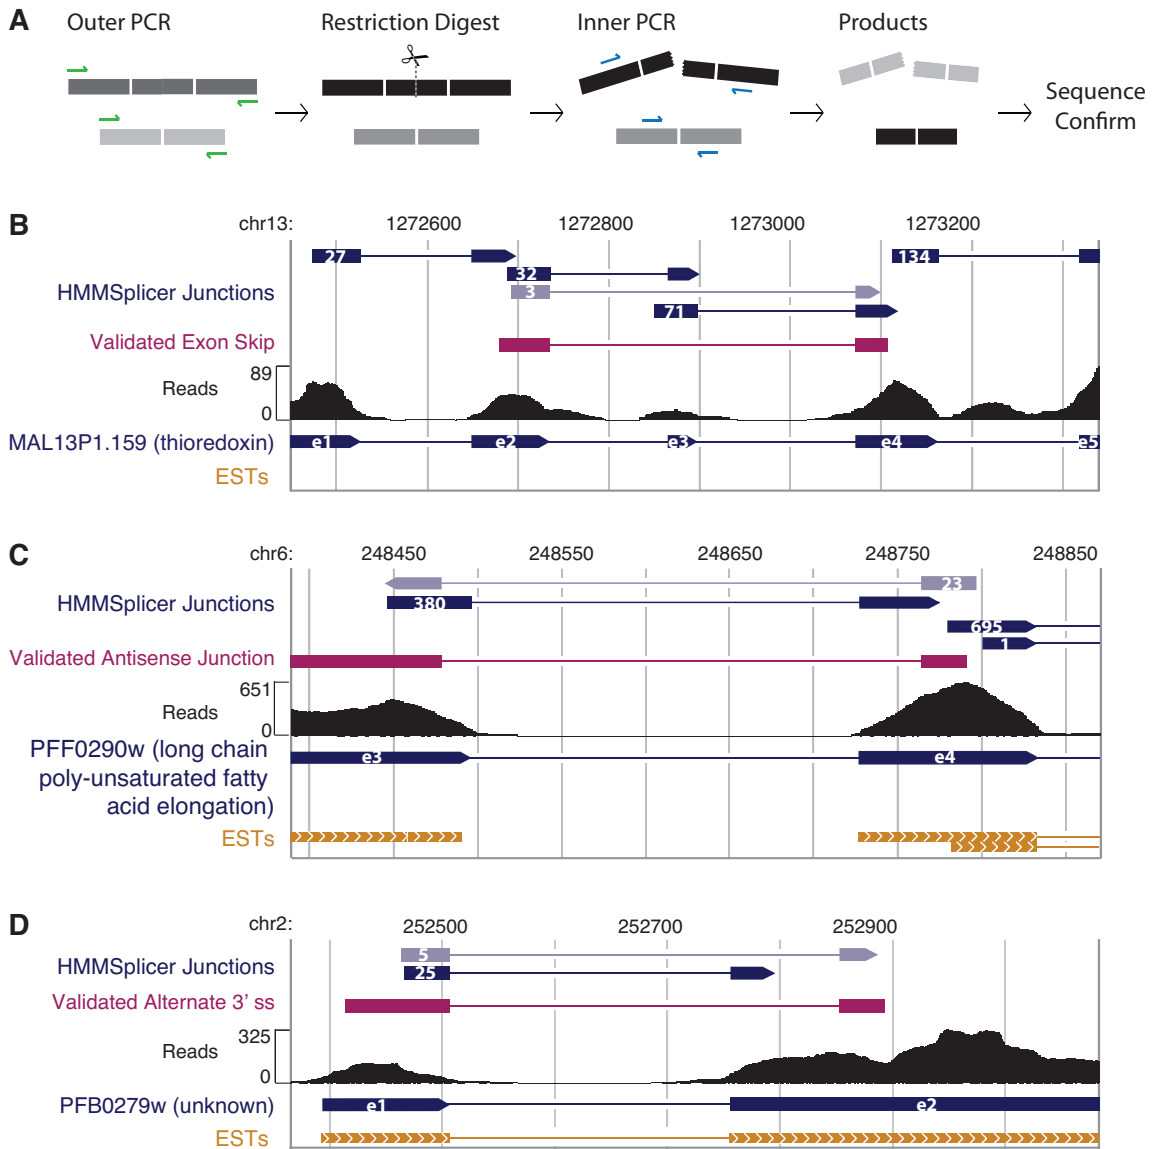 A
Outer PCR
Restriction Digest
Inner PCR
Products
Sequence
Confirm
B
chr13:
1272600
1272800
1273000
1273200
27
134
32
HMMSplicer Junctions
3
71
Validated Exon Skip
89
Reads
0
MAL13P1.159 (thioredoxin)
e1
e2
e3
e4
e5
ESTs
C
chr6:
248450
248550
248650
248750
248850
23
HMMSplicer Junctions
380
695
1
Validated Antisense Junction
651
Reads
0
PFF0290w (long chain
poly-unsaturated fatty
acid elongation)
e3
e4
ESTs
D
chr2:
252500
252700
252900
5
HMMSplicer Junctions
25
Validated Alternate 3' ss
325
Reads
0
PFB0279w (unknown)
e1
e2
ESTs